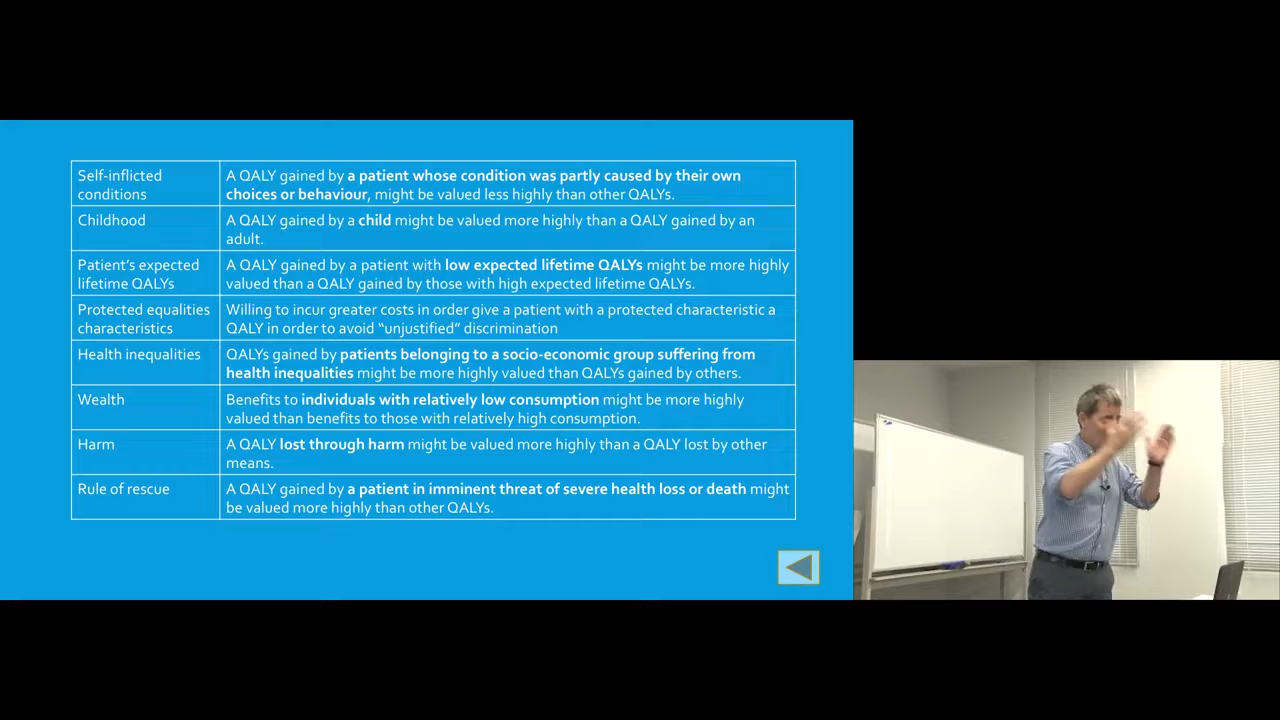 Self-inflicted
conditions
A QALY gained by a patient whose condition was partly caused by their own
choices or behaviour, might be valued less highly than other QALYs.
Childhood
A QALY gained by a child might be valued more highly than a QALY gained by an
adult.
Patient's expected
lifetime QALYs
A QALY gained by a patient with low expected lifetime QALYs might be more highly
valued than a QALY gained by those with high expected lifetime QALYs.
Protected equalities
characteristics
Willing to incur greater costs in order give a patient with a protected characteristic a
QALY in order to avoid "unjustified" discrimination
Health inequalities
QALYs gained by patients belonging to a socio-economic group suffering from
health inequalities might be more highly valued than QALYs gained by others.
Wealth
Benefits to individuals with relatively low consumption might be more highly
valued than benefits to those with relatively high consumption.
Harm
A QALY lost through harm might be valued more highly than a QALY lost by other
means.
Rule of rescue
A QALY gained by a patient in imminent threat of severe health loss or death might
be valued more highly than other QALYs.